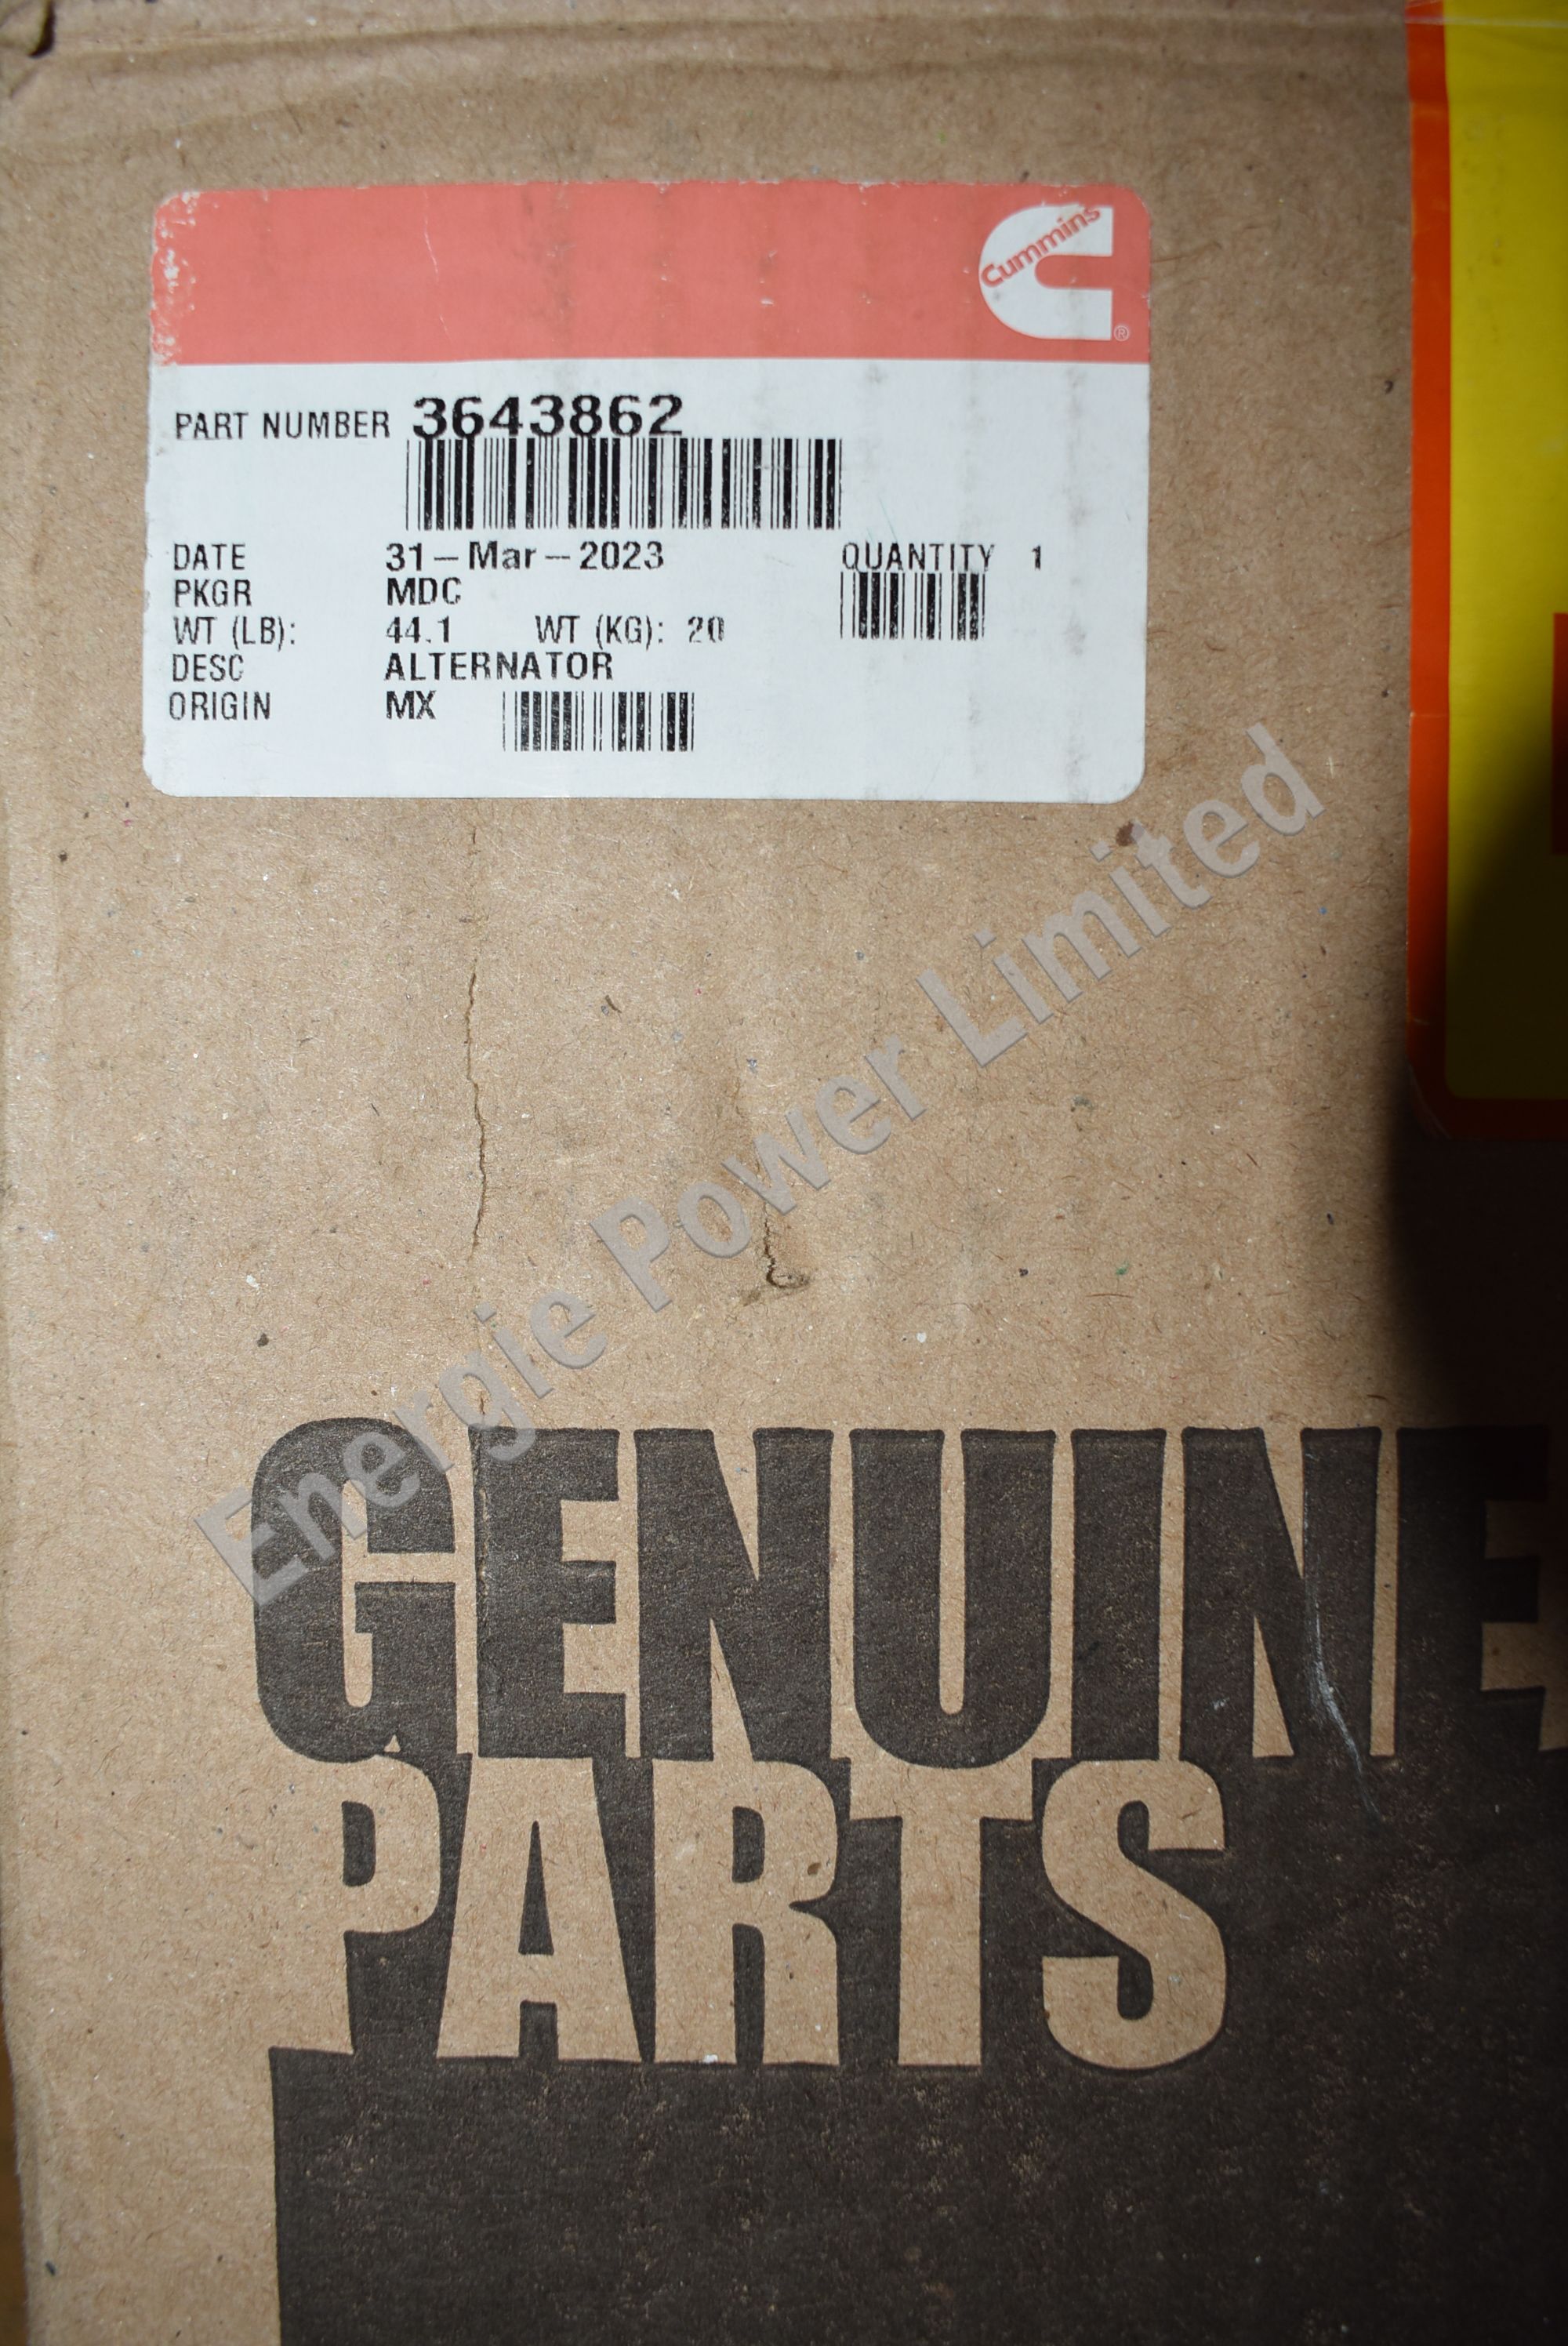 Cummins
®
PART NUMBER 3643862
DATE 31-Mar-2023 QUANTITY 1
PKGR MDC
WT (LB): 44.1 WT (KG): 20
DESC ALTERNATOR
ORIGIN MX
Energie Power Limited
GENUINE
PARTS